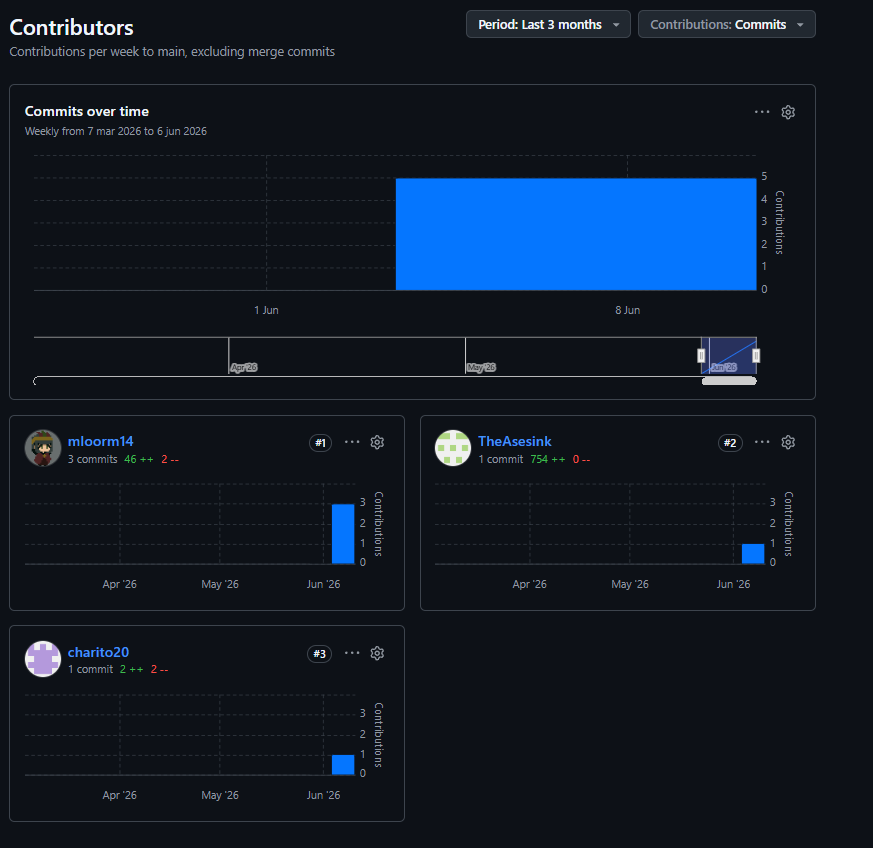 Contributors
Period: Last 3 months
Contributions: Commits
Contributions per week to main, excluding merge commits
Commits over time
Weekly from 7 mar 2026 to 6 jun 2026
5
4
3
2
1
0
Contributions
1 Jun
8 Jun
Apr '26
May '26
Jun '26
mloorm14
#1
3 commits 46 ++ 2 --
3
2
1
0
Contributions
Apr '26
May '26
Jun '26
TheAsesink
#2
1 commit 754 ++ 0 --
3
2
1
0
Contributions
Apr '26
May '26
Jun '26
charito20
#3
1 commit 2 ++ 2 --
3
2
1
0
Contributions
Apr '26
May '26
Jun '26